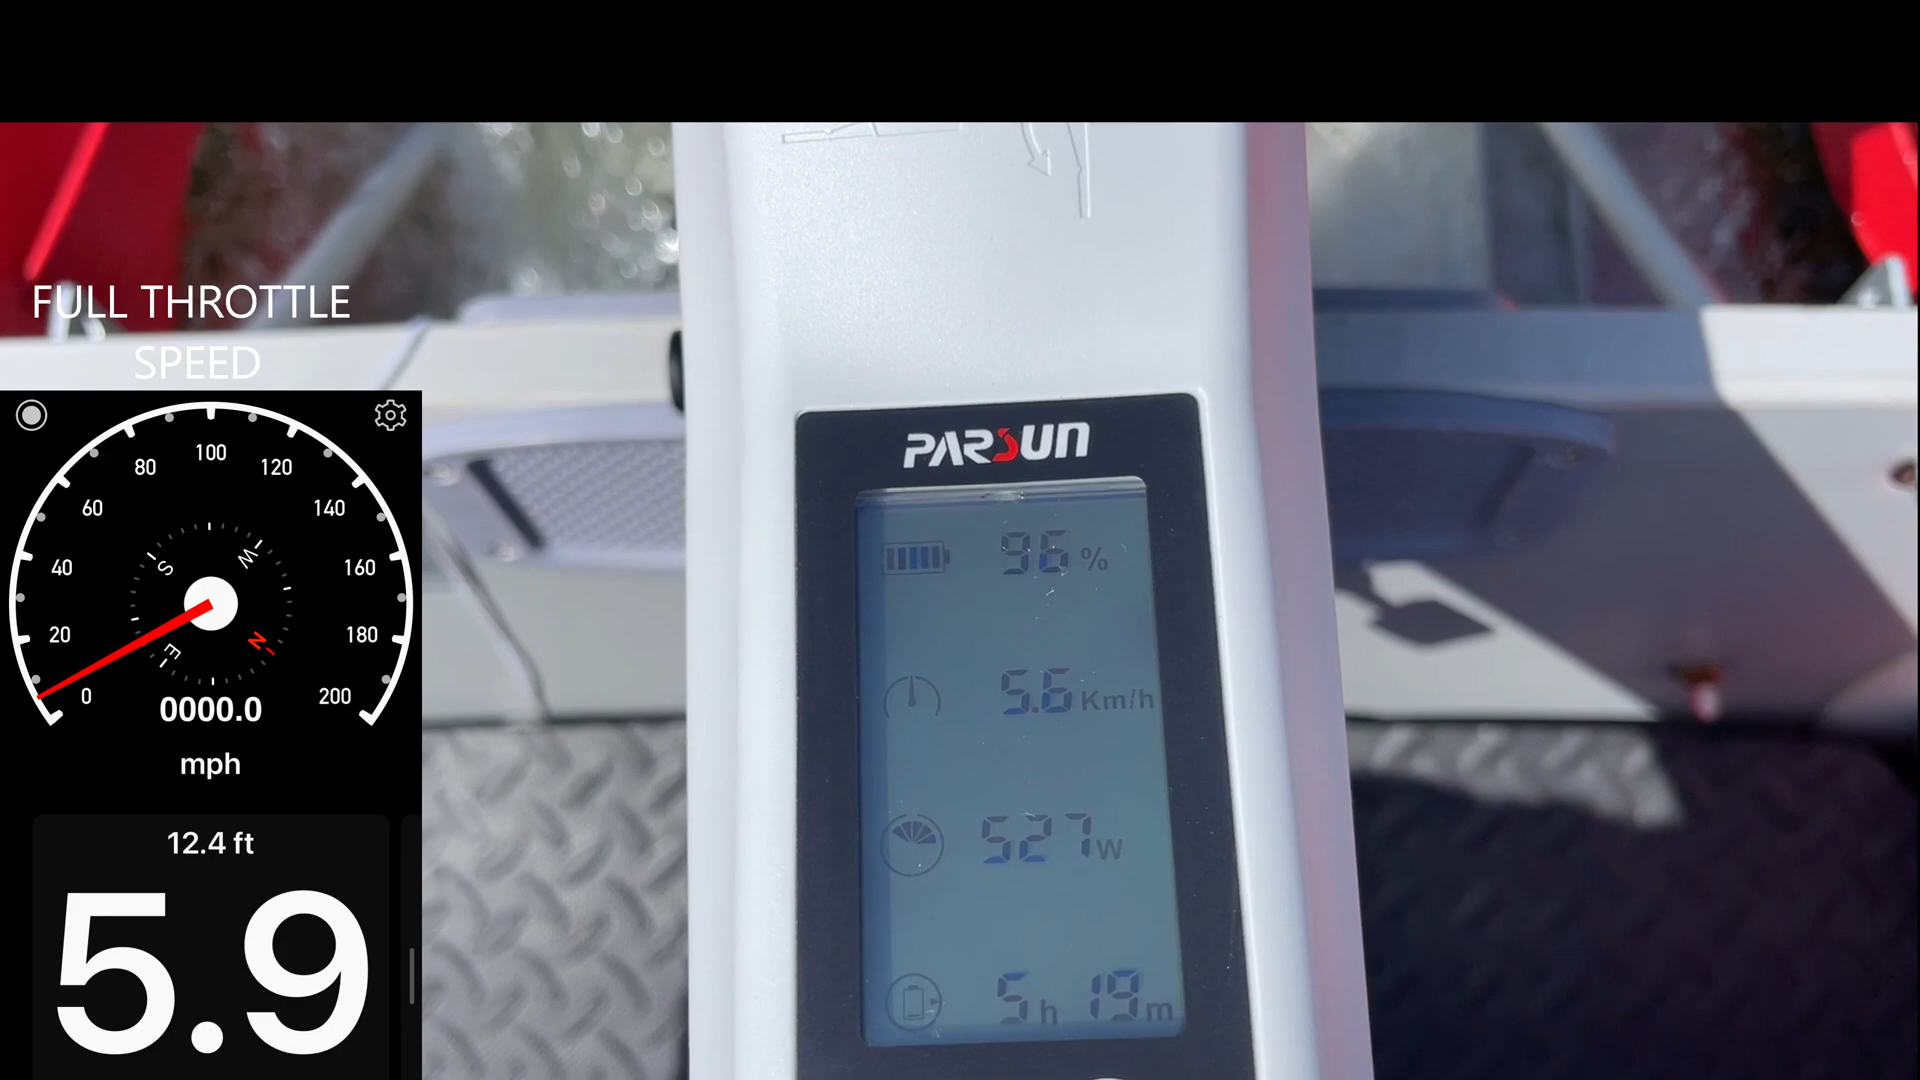 FULL THROTTLE
SPEED
0
20
40
60
80
100
120
140
160
180
200
S
W
E
N
0000.0
mph
12.4 ft
5.9
PARSUN
96 %
5.6 Km/h
527 W
5 h 19 m